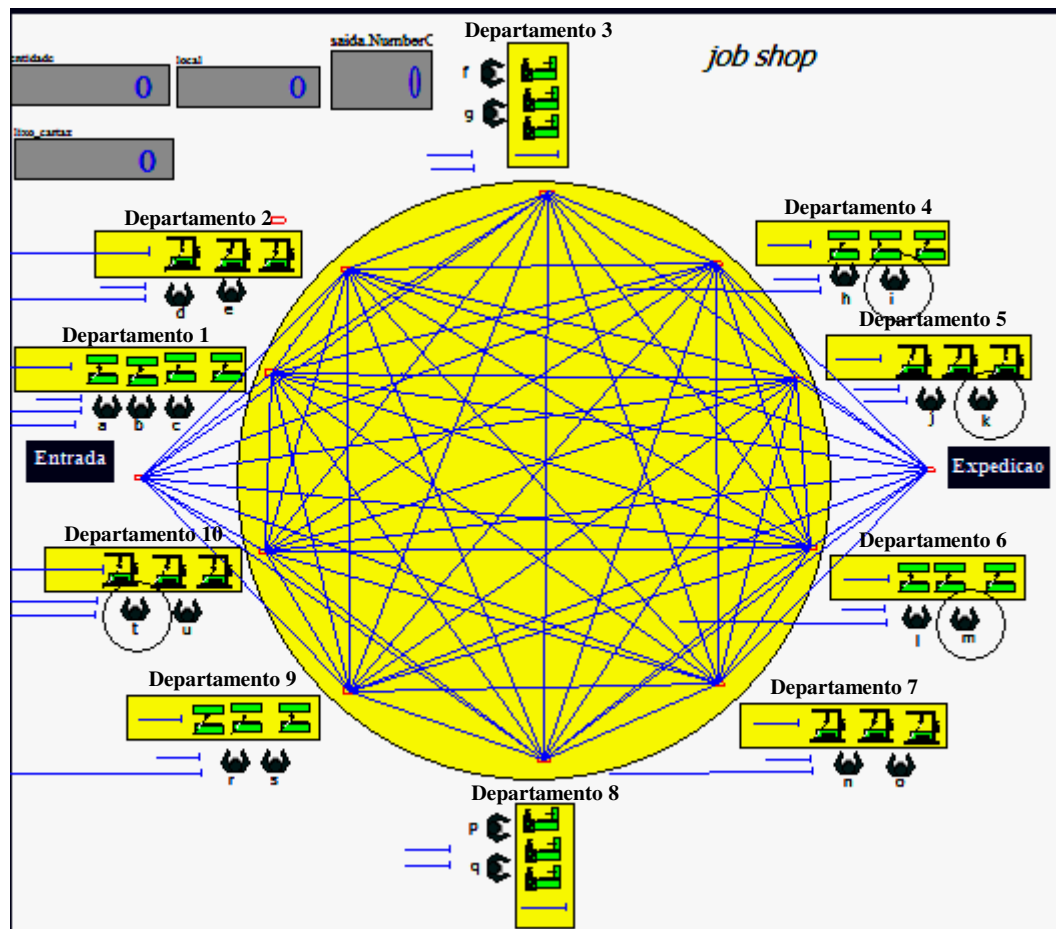 Departamento 3
saida.NumberO
job shop
entidade
local
0
0
0
f
g
lixo_cartaz
0
Departamento 2
Departamento 4
d
e
h
i
Departamento 1
Departamento 5
a
b
c
j
k
Entrada
Expedicao
Departamento 10
Departamento 6
t
u
l
m
Departamento 9
Departamento 7
r
s
n
o
Departamento 8
p
q